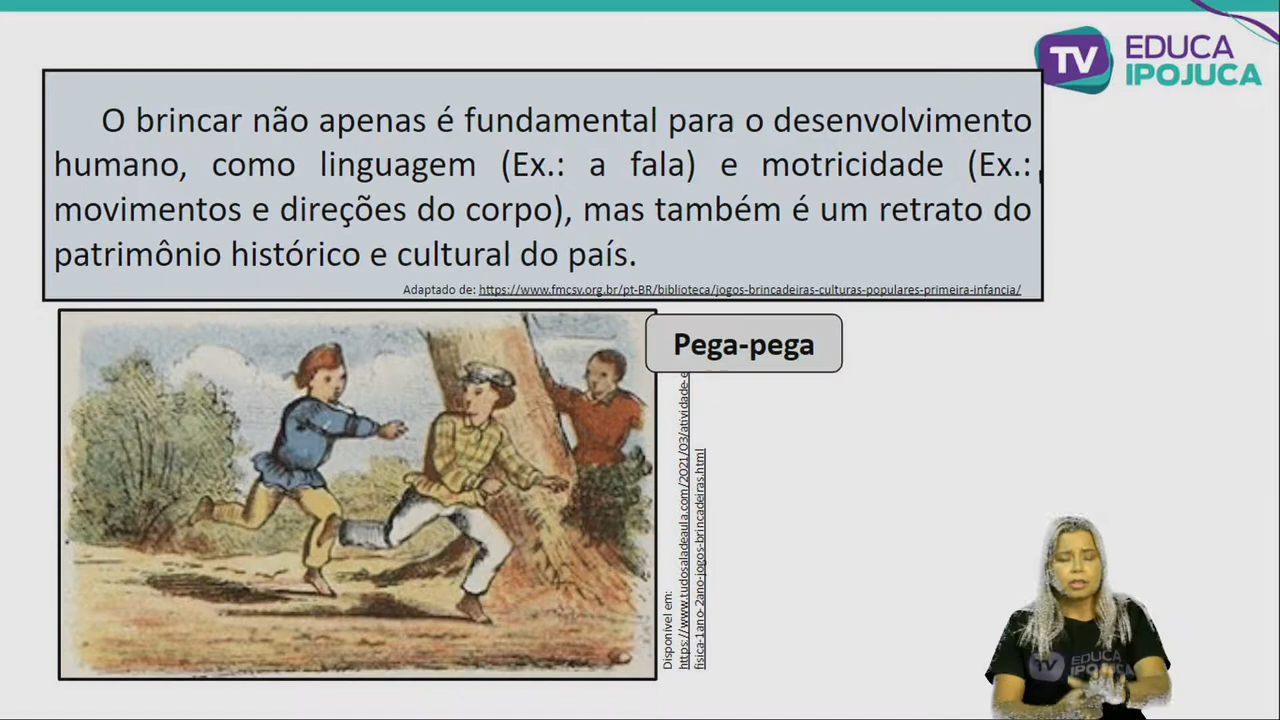 TV EDUCA
IPOJUCA
O brincar não apenas é fundamental para o desenvolvimento
humano, como linguagem (Ex.: a fala) e motricidade (Ex.:
movimentos e direções do corpo), mas também é um retrato do
patrimônio histórico e cultural do país.
Adaptado de: https://www.fmcsv.org.br/pt-BR/biblioteca/jogos-brincadeiras-culturas-populares-primeira-infancia/
Pega-pega
Disponível em:
https://www.tudosaladeaula.com/2021/03/atividade-e
fisica-1ano-2ano-jogos-brincadeiras.html
TV EDUCA
IPOJUCA